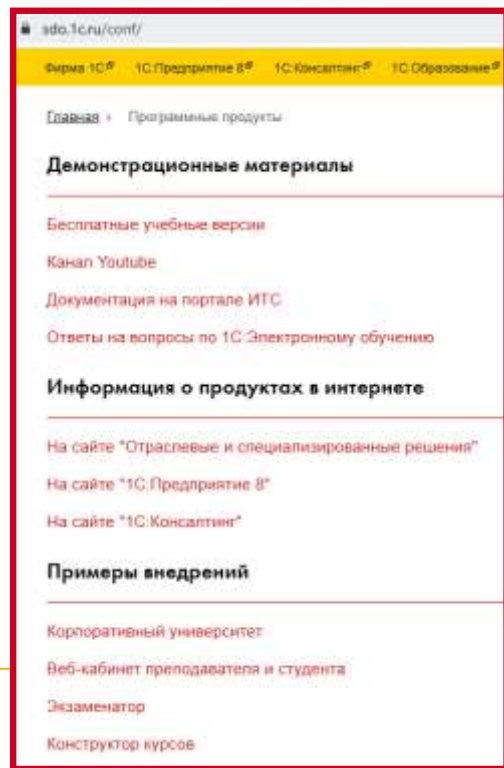 sdo.1c.ru/conf/
Фирма 1С 1С:Предприятие 8 1С:Консалтинг 1С:Образование
Главная Программные продукты
Демонстрационные материалы
Бесплатные учебные версии
Канал Youtube
Документация на портале ИТС
Ответы на вопросы по 1С:Электронному обучению
Информация о продуктах в интернете
На сайте "Отраслевые и специализированные решения"
На сайте "1С:Предприятие 8"
На сайте "1С:Консалтинг"
Примеры внедрений
Корпоративный университет
Веб-кабинет преподавателя и студента
Экзаменатор
Конструктор курсов